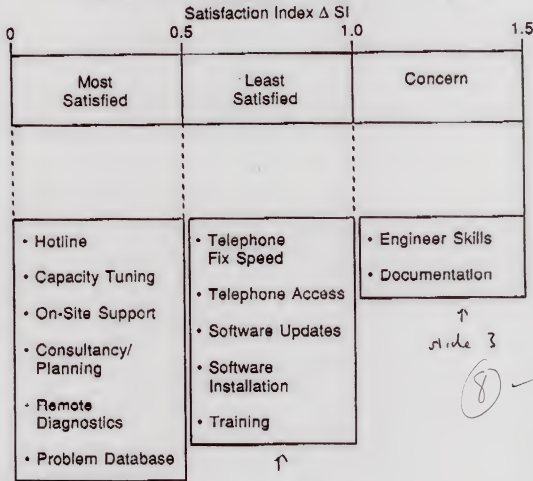 Satisfaction Index Δ SI
0 0.5 1.0 1.5
Most
Satisfied
Least
Satisfied
Concern
• Hotline
• Capacity Tuning
• On-Site Support
• Consultancy/
Planning
• Remote
Diagnostics
• Problem Database
• Telephone
Fix Speed
• Telephone Access
• Software Updates
• Software
Installation
• Training
• Engineer Skills
• Documentation
slide 3
8